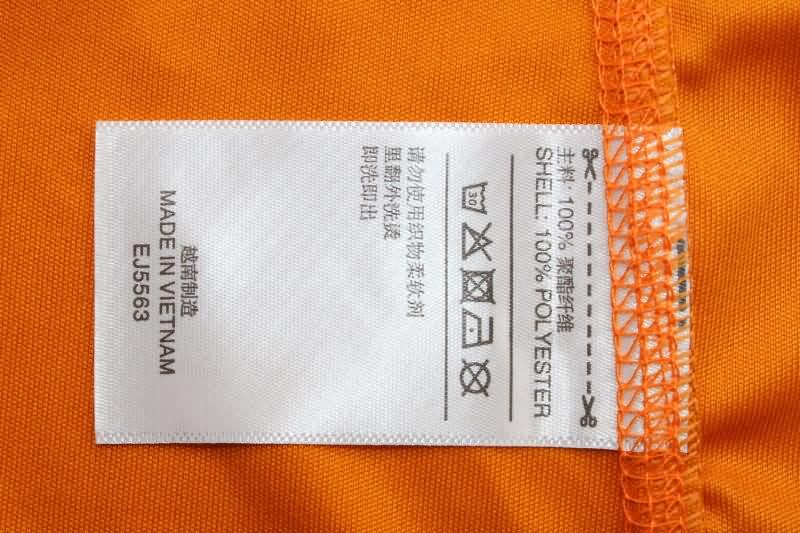 主料: 100% 聚酯纤维
SHELL: 100% POLYESTER
30
请勿使用织物柔软剂
里翻外洗烫
即洗即出
越南制造
MADE IN VIETNAM
EJ5563